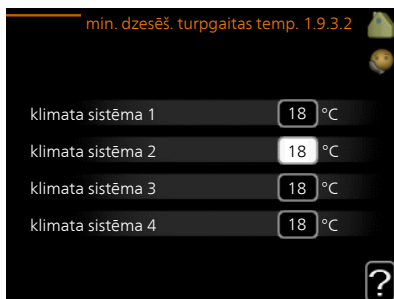 min. dzesēš. turpgaitas temp. 1.9.3.2
klimata sistēma 1 18 °C
klimata sistēma 2 18 °C
klimata sistēma 3 18 °C
klimata sistēma 4 18 °C
?